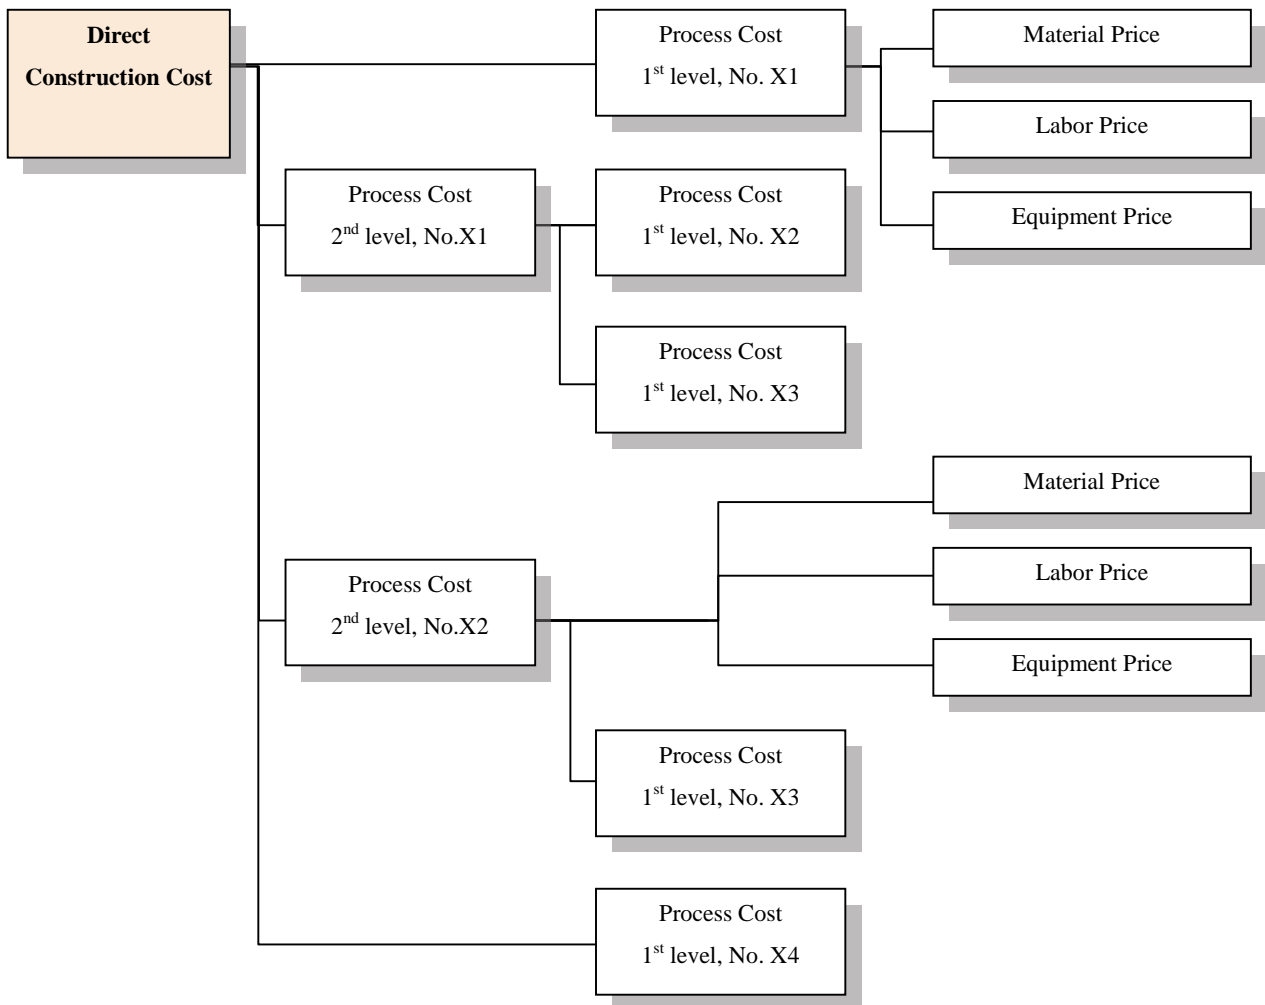 Direct
Construction Cost
Process Cost
1st level, No. X1
Material Price
Labor Price
Equipment Price
Process Cost
2nd level, No.X1
Process Cost
1st level, No. X2
Process Cost
1st level, No. X3
Process Cost
2nd level, No.X2
Material Price
Labor Price
Equipment Price
Process Cost
1st level, No. X3
Process Cost
1st level, No. X4